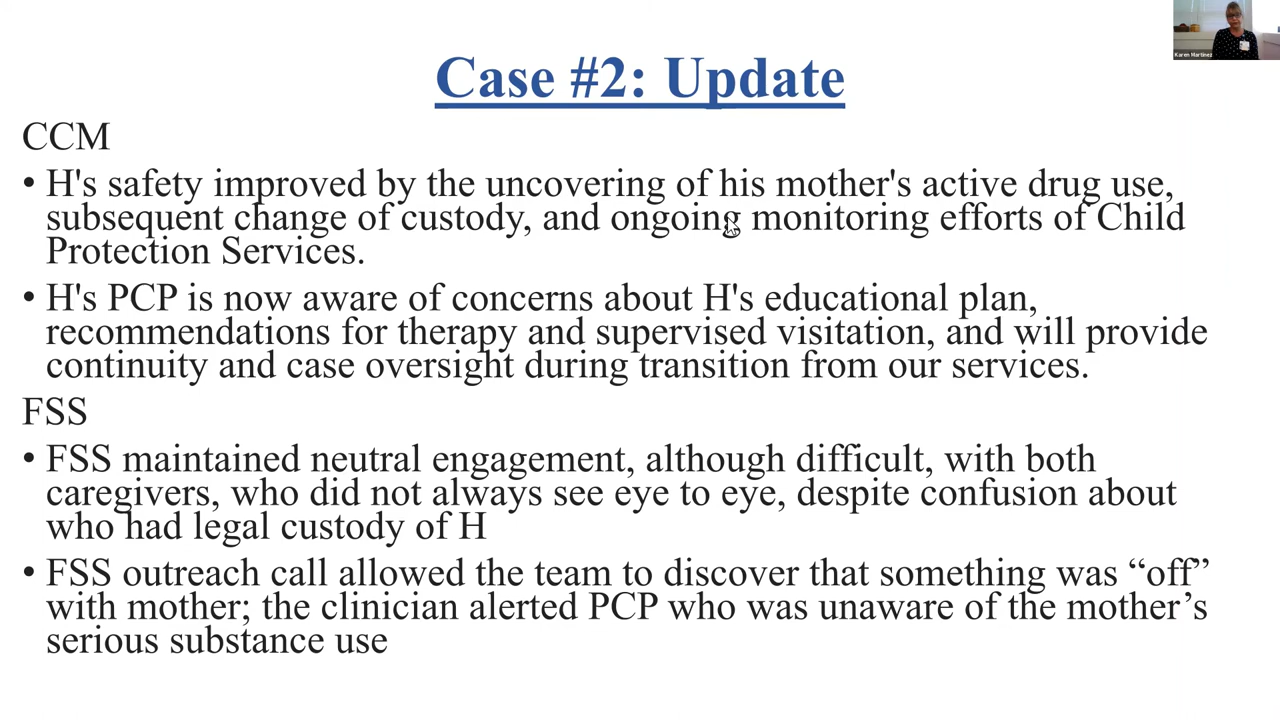 Karen Martinez
Case #2: Update
CCM
• H's safety improved by the uncovering of his mother's active drug use,
subsequent change of custody, and ongoing monitoring efforts of Child
Protection Services.
• H's PCP is now aware of concerns about H's educational plan,
recommendations for therapy and supervised visitation, and will provide
continuity and case oversight during transition from our services.
FSS
• FSS maintained neutral engagement, although difficult, with both
caregivers, who did not always see eye to eye, despite confusion about
who had legal custody of H
• FSS outreach call allowed the team to discover that something was “off”
with mother; the clinician alerted PCP who was unaware of the mother’s
serious substance use